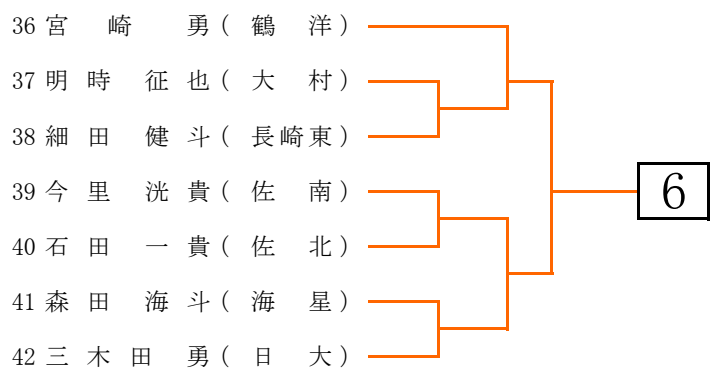 36 宮崎 勇 ( 鶴洋 )
37 明時 征也 ( 大村 )
38 細田 健斗 ( 長崎東 )
39 今里 洸貴 ( 佐南 )
40 石田 一貴 ( 佐北 )
41 森田 海斗 ( 海星 )
42 三木田 勇 ( 日大 )
6